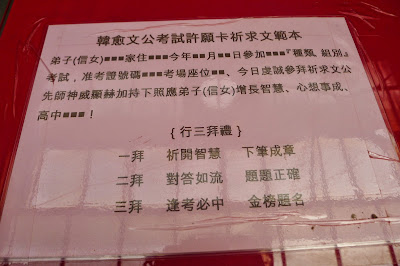 韓愈文公考試許願卡祈求文範本
弟子(信女)■■■家住■■■今年■■月■■日參加■■■『種類、組別』
考試，准考證號碼■■■考場座位■■、今日虔誠參拜祈求文公
先師神威顯赫加持下照應弟子(信女)增長智慧、心想事成、
高中■■■！
{ 行三拜禮 }
一拜 祈開智慧 下筆成章
二拜 對答如流 題題正確
三拜 逢考必中 金榜題名